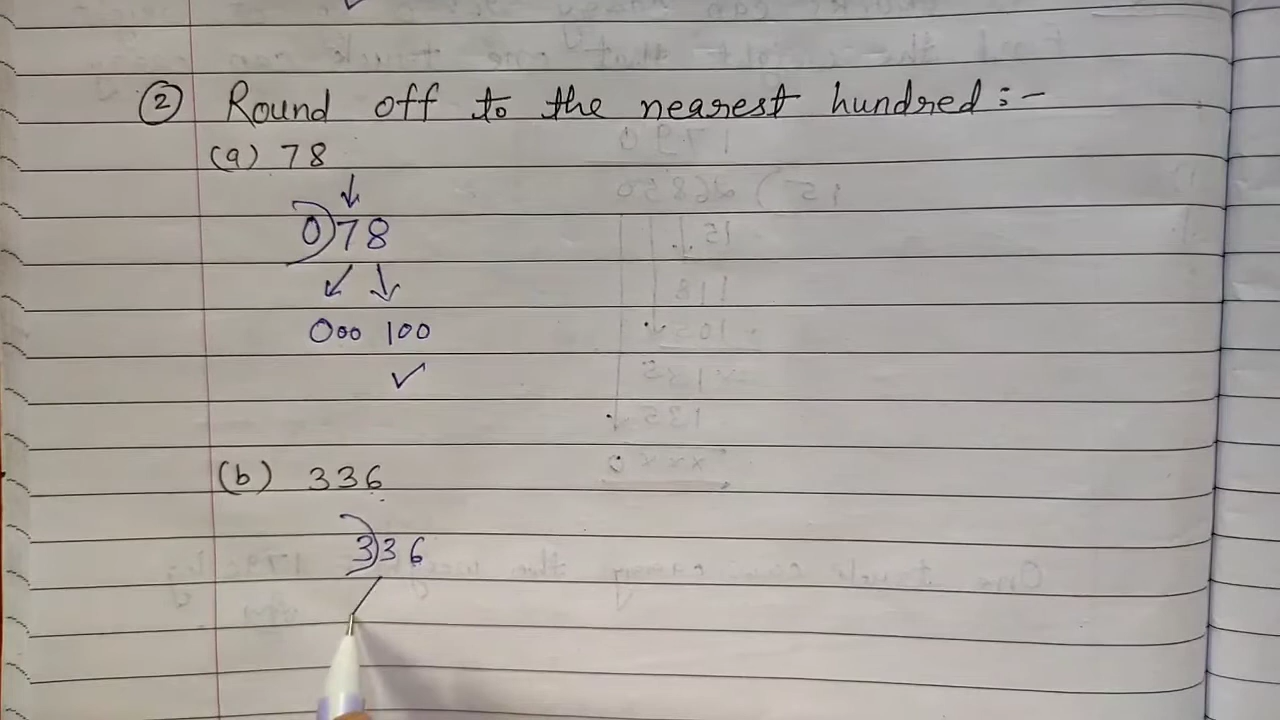 ② Round off to the nearest hundred :-
(a) 78
0)78
000 100
(b) 336
3)36